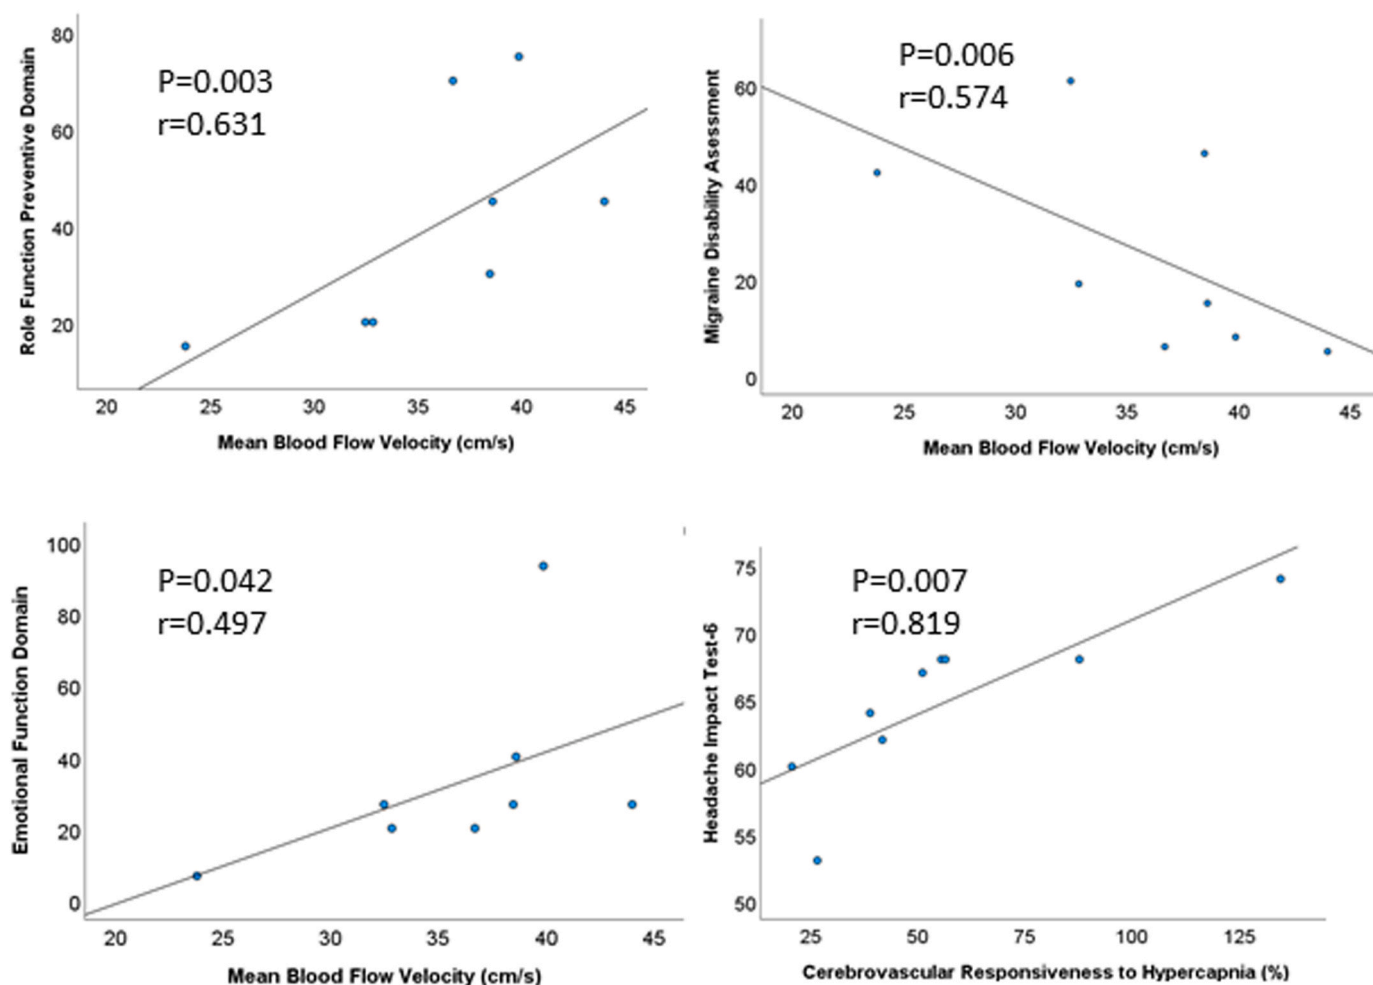 Role Function Preventive Domain
80
60
40
20
P=0.003
r=0.631
20 25 30 35 40 45
Mean Blood Flow Velocity (cm/s)
Migraine Disability Asessment
60
40
20
0
P=0.006
r=0.574
20 25 30 35 40 45
Mean Blood Flow Velocity (cm/s)
Emotional Function Domain
100
80
60
40
20
0
P=0.042
r=0.497
20 25 30 35 40 45
Mean Blood Flow Velocity (cm/s)
Headache Impact Test-6
75
70
65
60
55
50
P=0.007
r=0.819
25 50 75 100 125
Cerebrovascular Responsiveness to Hypercapnia (%)